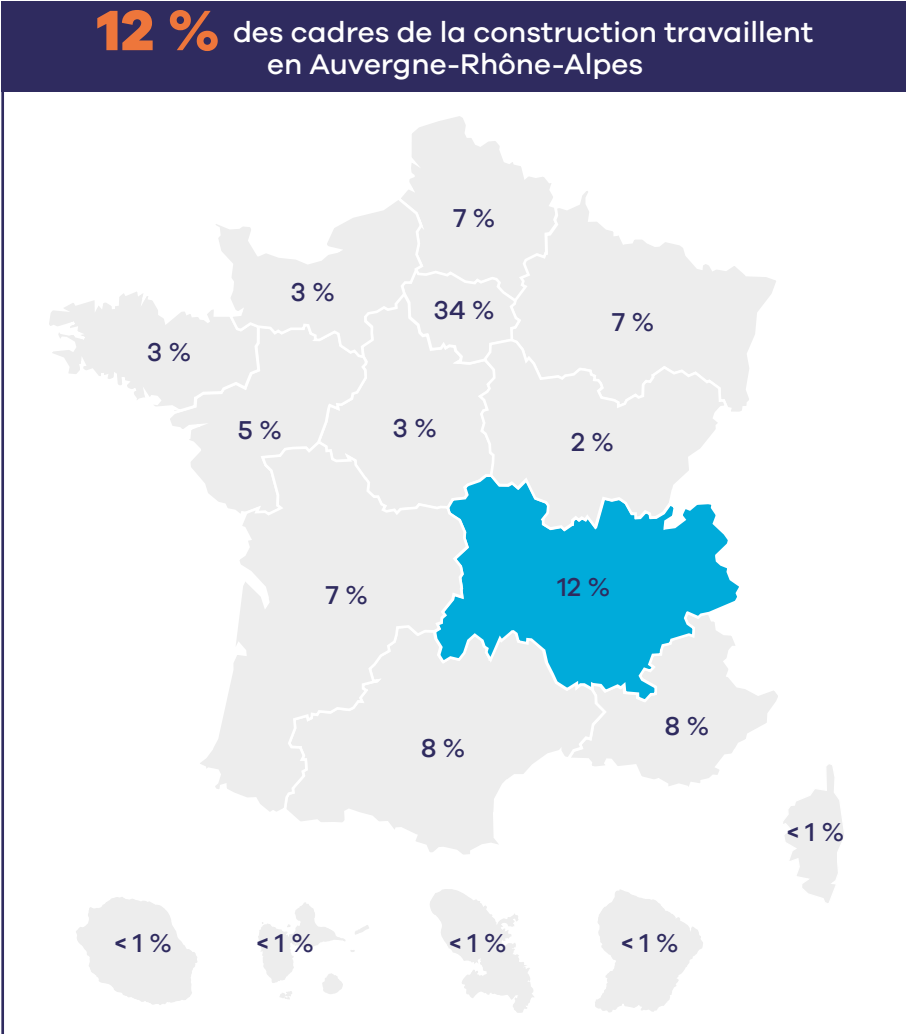 12 % des cadres de la construction travaillent
en Auvergne-Rhône-Alpes
7 %
3 %
34 %
7 %
3 %
5 %
3 %
2 %
12 %
7 %
8 %
8 %
< 1 %
< 1 %
< 1 %
< 1 %
< 1 %